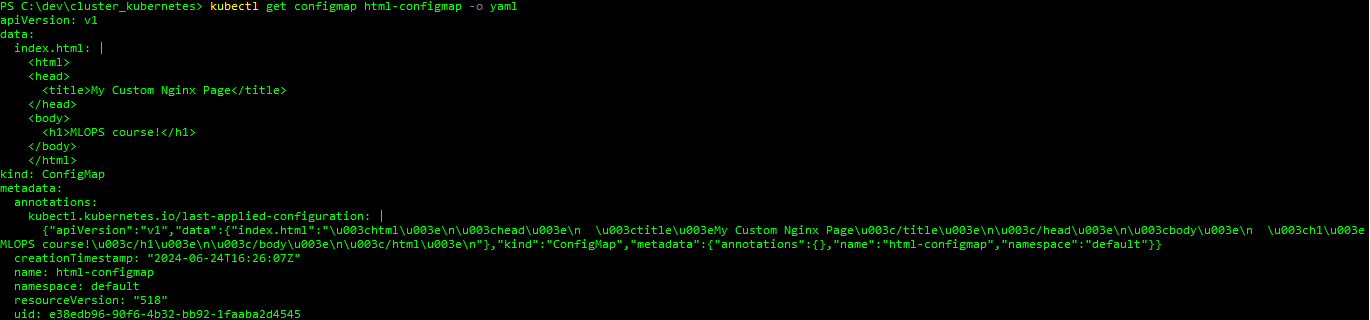 PS C:\dev\cluster_kubernetes> kubectl get configmap html-configmap -o yaml
apiVersion: v1
data:
  index.html: |
    <html>
    <head>
      <title>My Custom Nginx Page</title>
    </head>
    <body>
      <h1>MLOPS course!</h1>
    </body>
    </html>
kind: ConfigMap
metadata:
  annotations:
    kubectl.kubernetes.io/last-applied-configuration: |
      {"apiVersion":"v1","data":{"index.html":"\u003chtml\u003e\n\u003chead\u003e\n  \u003ctitle\u003eMy Custom Nginx Page\u003c/title\u003e\n\u003c/head\u003e\n\u003cbody\u003e\n  \u003ch1\u003e
MLOPS course!\u003c/h1\u003e\n\u003c/body\u003e\n\u003c/html\u003e\n"},"kind":"ConfigMap","metadata":{"annotations":{},"name":"html-configmap","namespace":"default"}}
  creationTimestamp: "2024-06-24T16:26:07Z"
  name: html-configmap
  namespace: default
  resourceVersion: "518"
  uid: e38edb96-90f6-4b32-bb92-1faaba2d4545